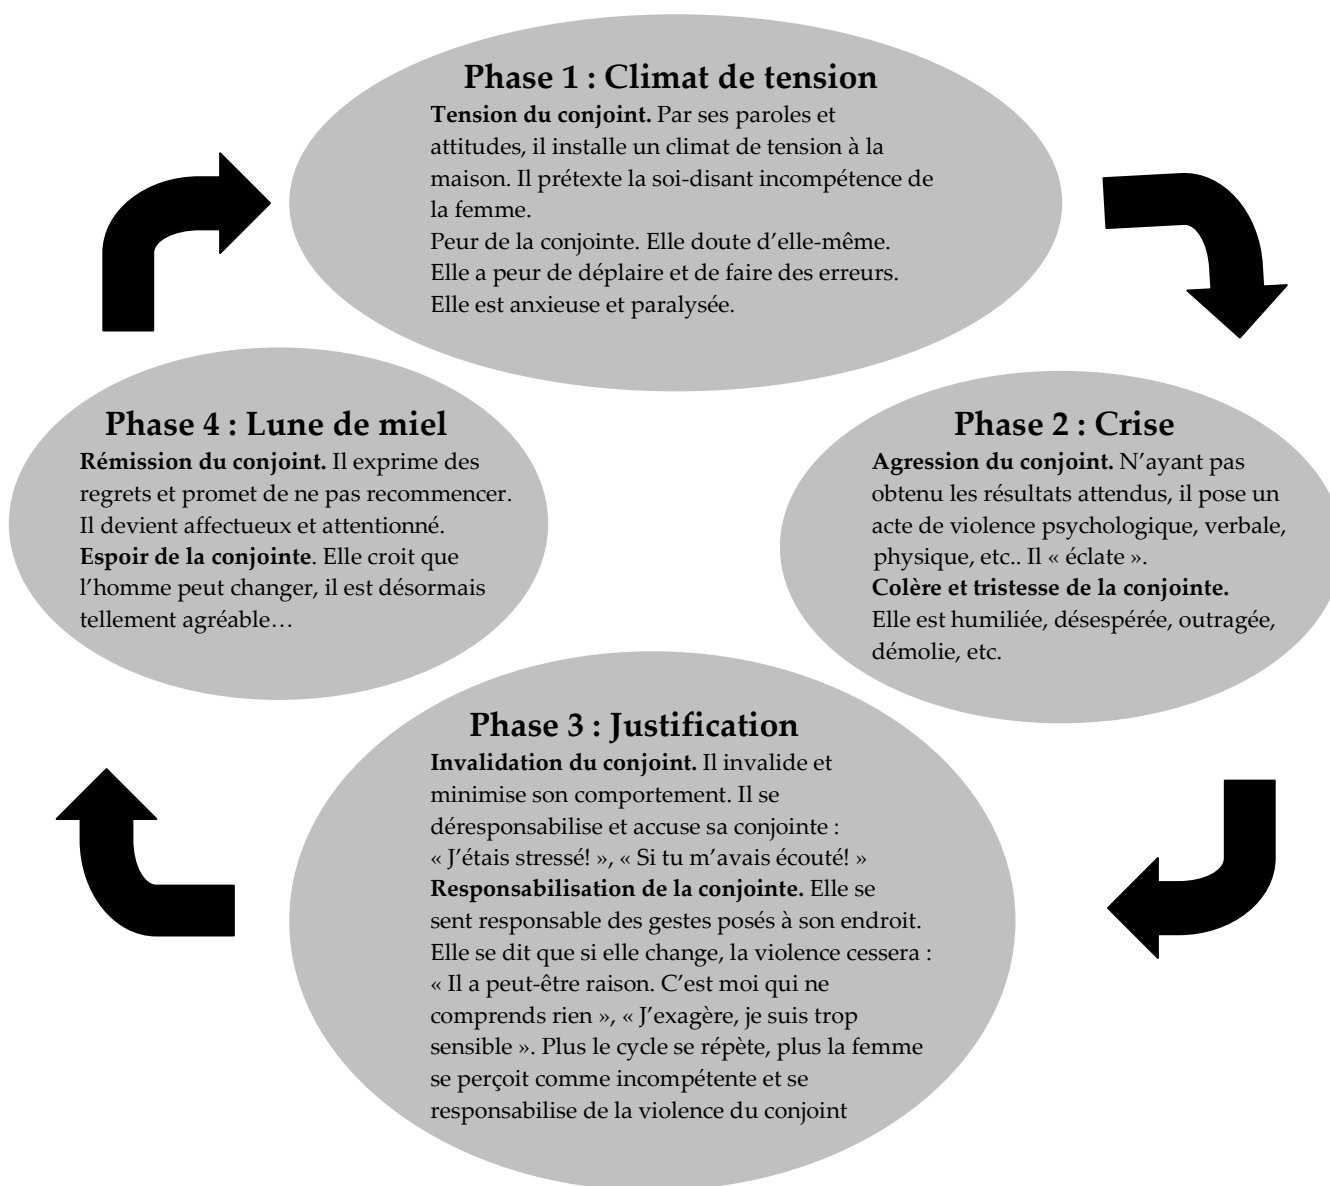 Phase 1 : Climat de tension
Tension du conjoint. Par ses paroles et
attitudes, il installe un climat de tension à la
maison. Il prétexte la soi-disant incompétence de
la femme.
Peur de la conjointe. Elle doute d’elle-même.
Elle a peur de déplaire et de faire des erreurs.
Elle est anxieuse et paralysée.
Phase 2 : Crise
Agression du conjoint. N’ayant pas
obtenu les résultats attendus, il pose un
acte de violence psychologique, verbale,
physique, etc.. Il « éclate ».
Colère et tristesse de la conjointe.
Elle est humiliée, désespérée, outragée,
démolie, etc.
Phase 3 : Justification
Invalidation du conjoint. Il invalide et
minimise son comportement. Il se
déresponsabilise et accuse sa conjointe :
« J’étais stressé! », « Si tu m’avais écouté! »
Responsabilisation de la conjointe. Elle se
sent responsable des gestes posés à son endroit.
Elle se dit que si elle change, la violence cessera :
« Il a peut-être raison. C’est moi qui ne
comprends rien », « J’exagère, je suis trop
sensible ». Plus le cycle se répète, plus la femme
se perçoit comme incompétente et se
responsabilise de la violence du conjoint
Phase 4 : Lune de miel
Rémission du conjoint. Il exprime des
regrets et promet de ne pas recommencer.
Il devient affectueux et attentionné.
Espoir de la conjointe. Elle croit que
l’homme peut changer, il est désormais
tellement agréable…